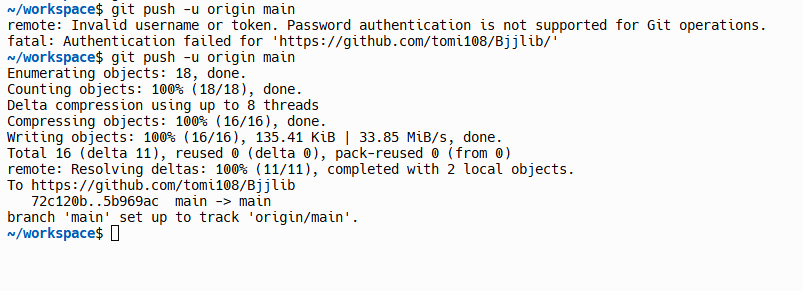 ~/workspace$ git push -u origin main
remote: Invalid username or token. Password authentication is not supported for Git operations.
fatal: Authentication failed for 'https://github.com/tomi108/Bjjlib/'
~/workspace$ git push -u origin main
Enumerating objects: 18, done.
Counting objects: 100% (18/18), done.
Delta compression using up to 8 threads
Compressing objects: 100% (16/16), done.
Writing objects: 100% (16/16), 135.41 KiB | 33.85 MiB/s, done.
Total 16 (delta 11), reused 0 (delta 0), pack-reused 0 (from 0)
remote: Resolving deltas: 100% (11/11), completed with 2 local objects.
To https://github.com/tomi108/Bjjlib
   72c120b..5b969ac  main -> main
branch 'main' set up to track 'origin/main'.
~/workspace$